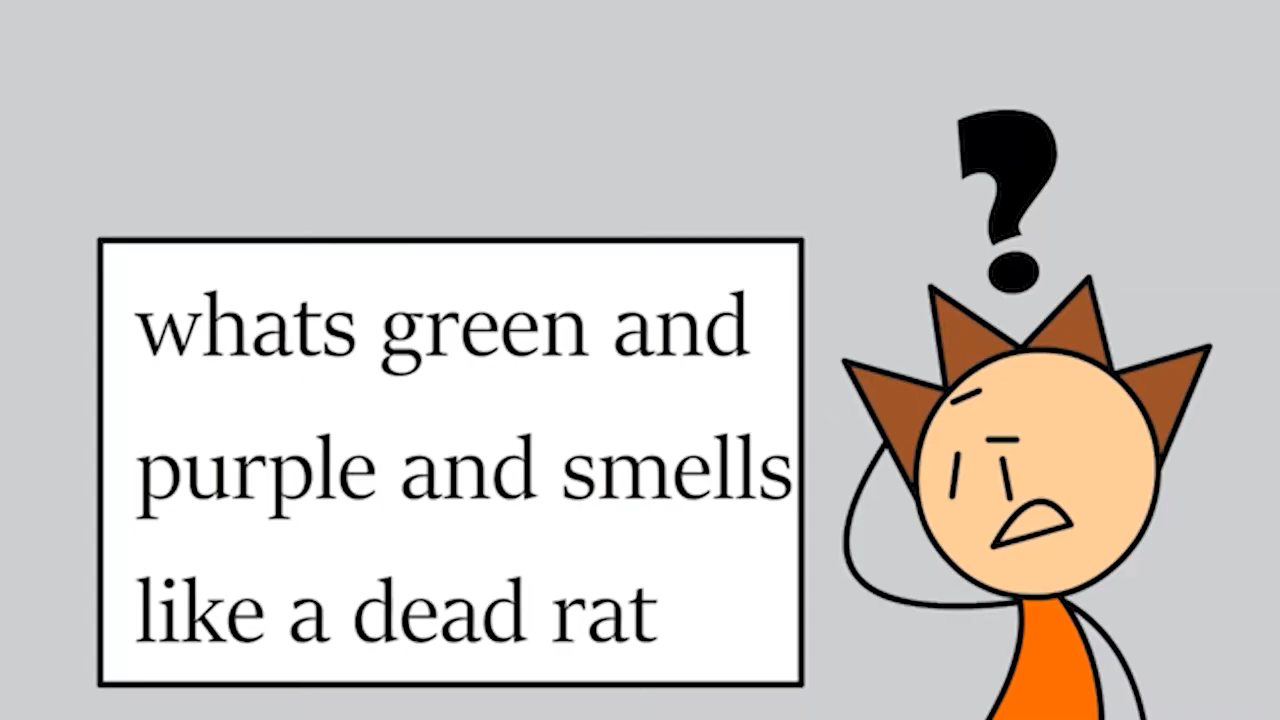 ?
whats green and
purple and smells
like a dead rat